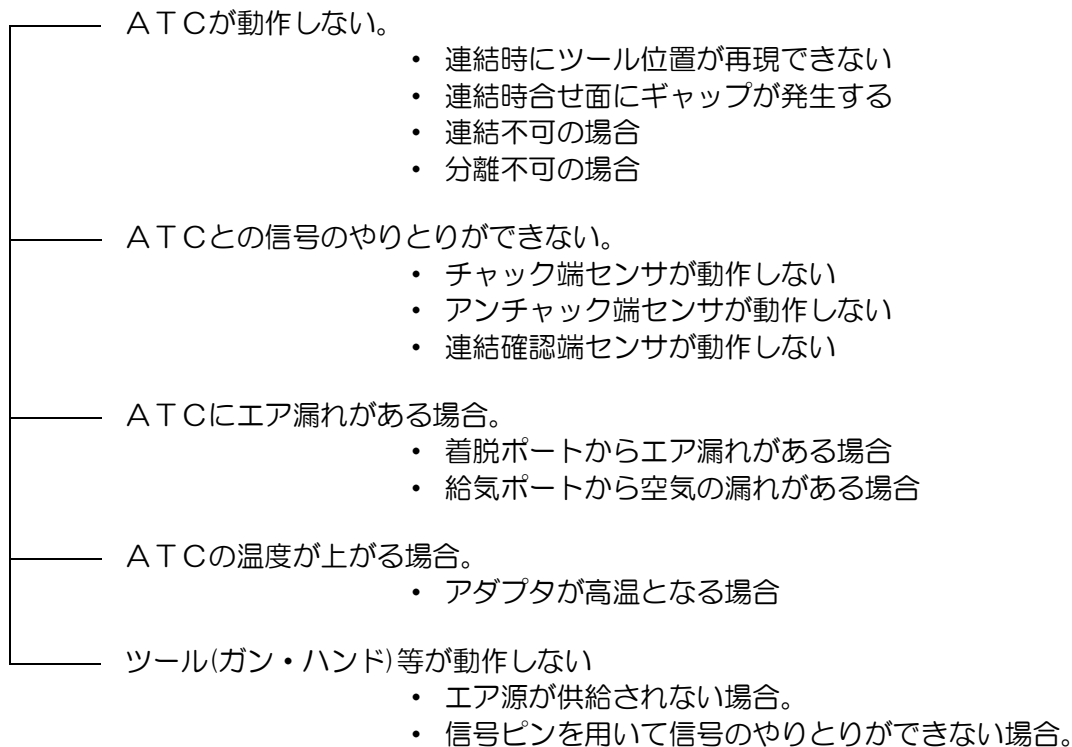 ＡＴＣが動作しない。
・ 連結時にツール位置が再現できない
・ 連結時合せ面にギャップが発生する
・ 連結不可の場合
・ 分離不可の場合
ＡＴＣとの信号のやりとりができない。
・ チャック端センサが動作しない
・ アンチャック端センサが動作しない
・ 連結確認端センサが動作しない
ＡＴＣにエア漏れがある場合。
・ 着脱ポートからエア漏れがある場合
・ 給気ポートから空気の漏れがある場合
ＡＴＣの温度が上がる場合。
・ アダプタが高温となる場合
ツール(ガン・ハンド)等が動作しない
・ エア源が供給されない場合。
・ 信号ピンを用いて信号のやりとりができない場合。